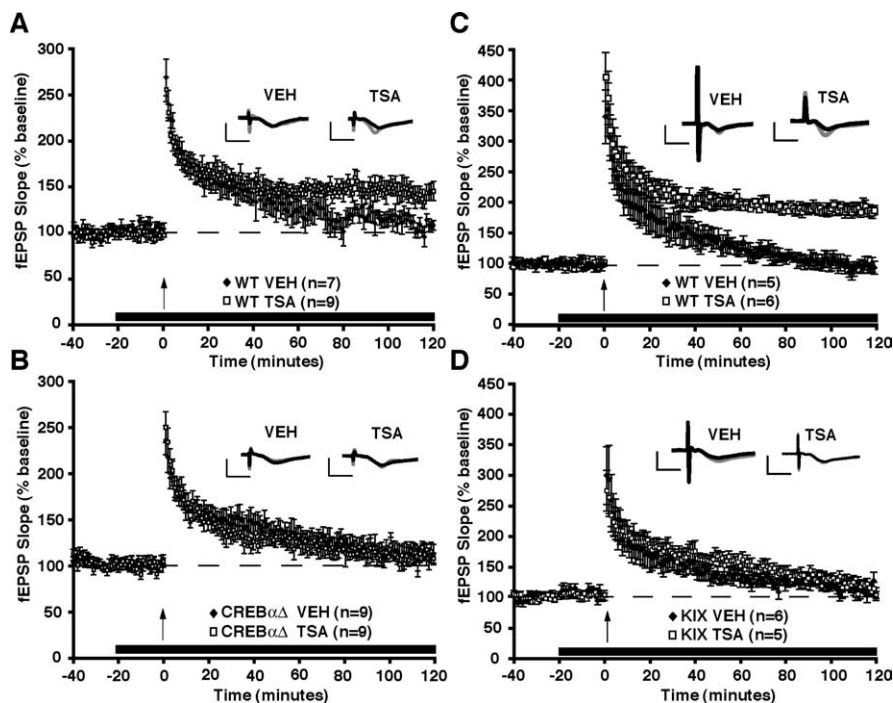 A
300
250
200
150
100
50
0
fEPSP Slope (% baseline)
VEH TSA
◆ WT VEH (n=7)
□ WT TSA (n=9)
-40 -20 0 20 40 60 80 100 120
Time (minutes)
B
300
250
200
150
100
50
0
fEPSP Slope (% baseline)
VEH TSA
◆ CREBαΔ VEH (n=9)
□ CREBαΔ TSA (n=9)
-40 -20 0 20 40 60 80 100 120
Time (minutes)
C
450
400
350
300
250
200
150
100
50
0
fEPSP Slope (% baseline)
VEH TSA
◆ WT VEH (n=5)
□ WT TSA (n=6)
-40 -20 0 20 40 60 80 100 120
Time (minutes)
D
450
400
350
300
250
200
150
100
50
0
fEPSP Slope (% baseline)
VEH TSA
◆ KIX VEH (n=6)
□ KIX TSA (n=5)
-40 -20 0 20 40 60 80 100 120
Time (minutes)